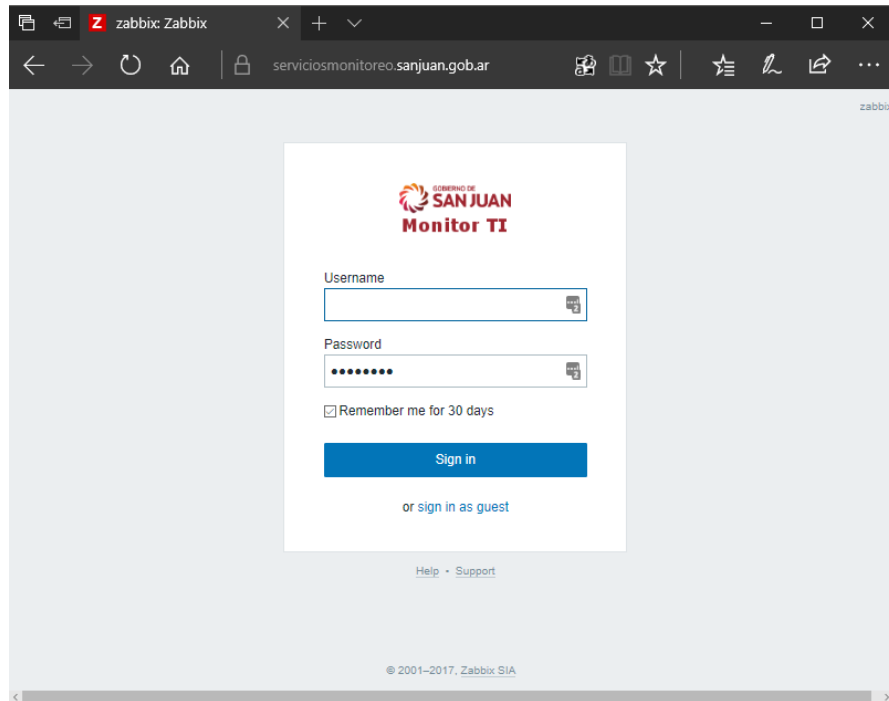 zabbix: Zabbix
serviciosmonitoreo.sanjuan.gob.ar
zabbix
GOBIERNO DE
SAN JUAN
Monitor TI
Username
Password
Remember me for 30 days
Sign in
or sign in as guest
Help • Support
© 2001–2017, Zabbix SIA